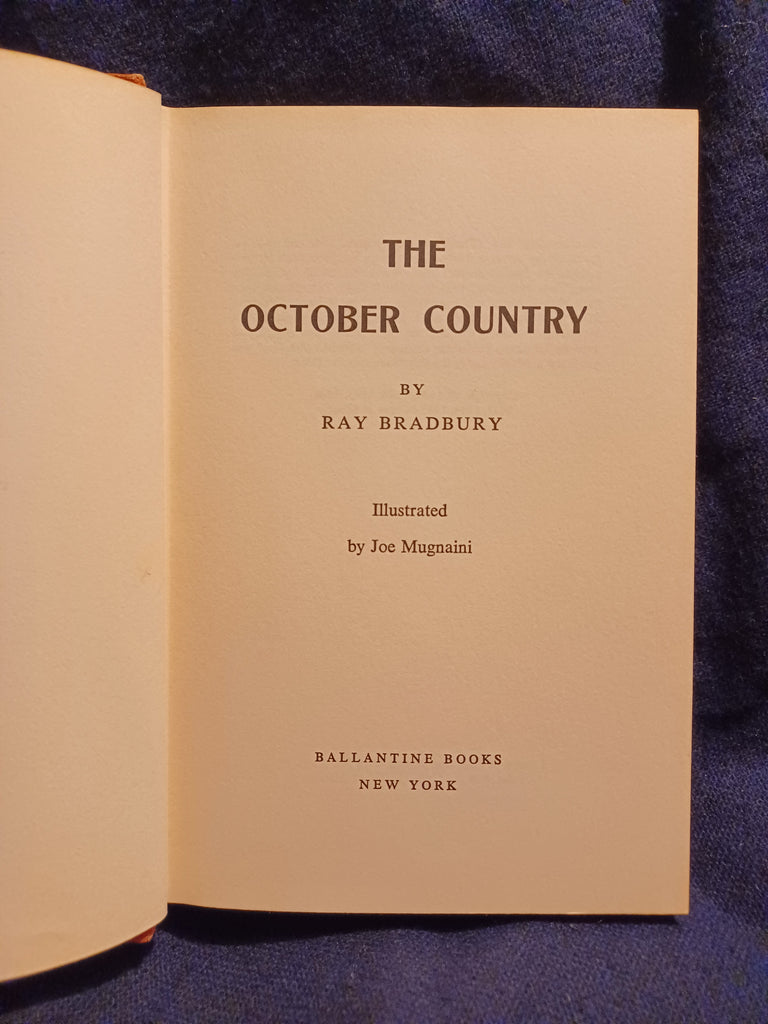 THE
OCTOBER COUNTRY
BY
RAY BRADBURY
Illustrated
by Joe Mugnaini
BALLANTINE BOOKS
NEW YORK